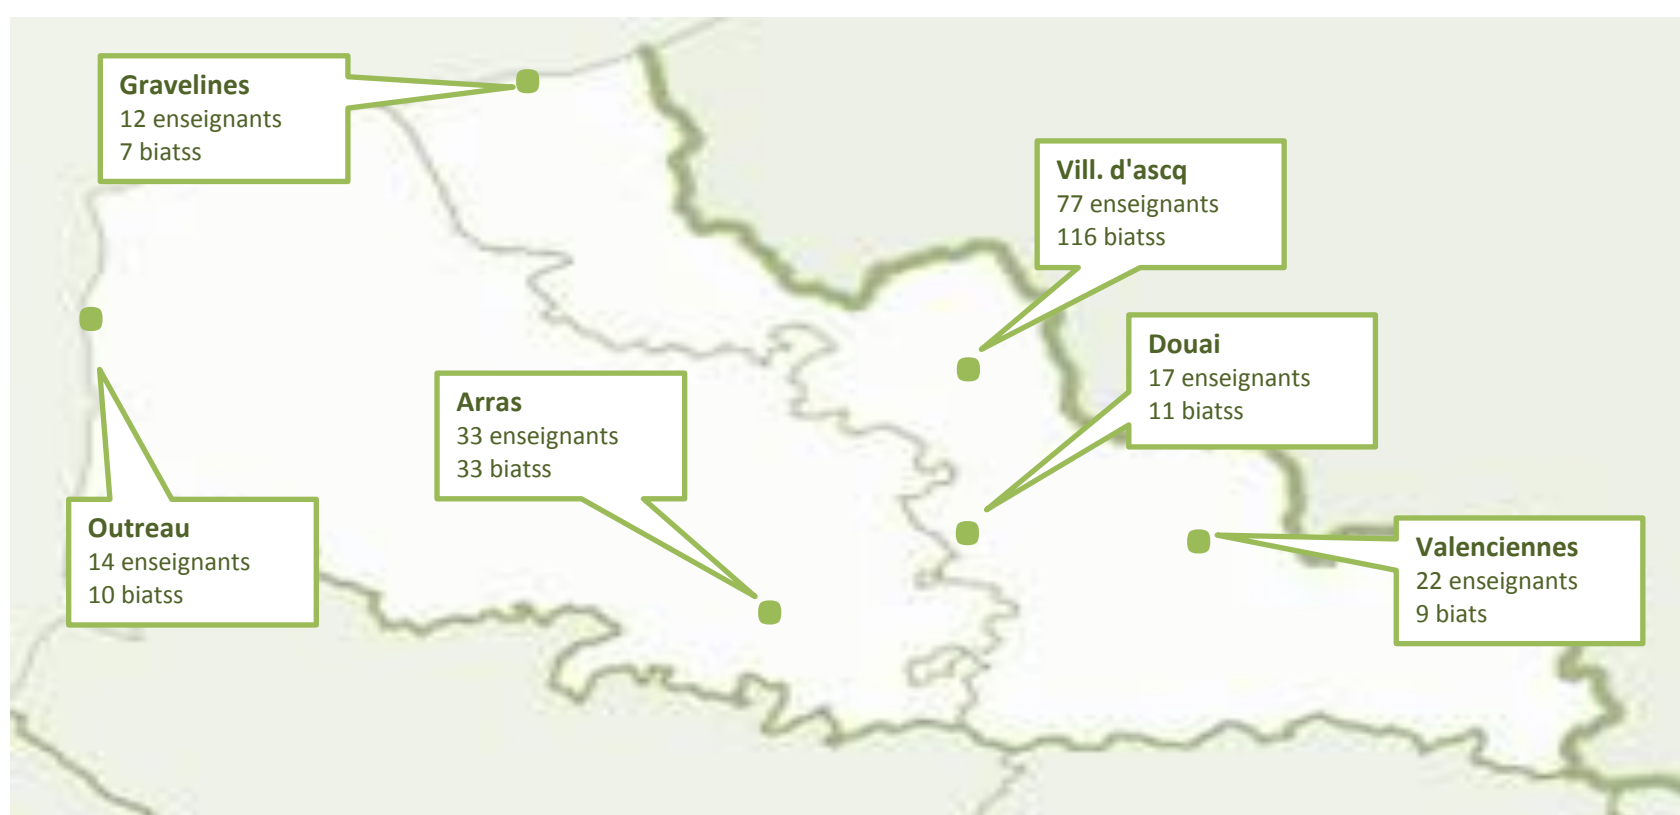 Gravelines
12 enseignants
7 biatss
Vill. d'ascq
77 enseignants
116 biatss
Douai
17 enseignants
11 biatss
Arras
33 enseignants
33 biatss
Outreau
14 enseignants
10 biatss
Valenciennes
22 enseignants
9 biats